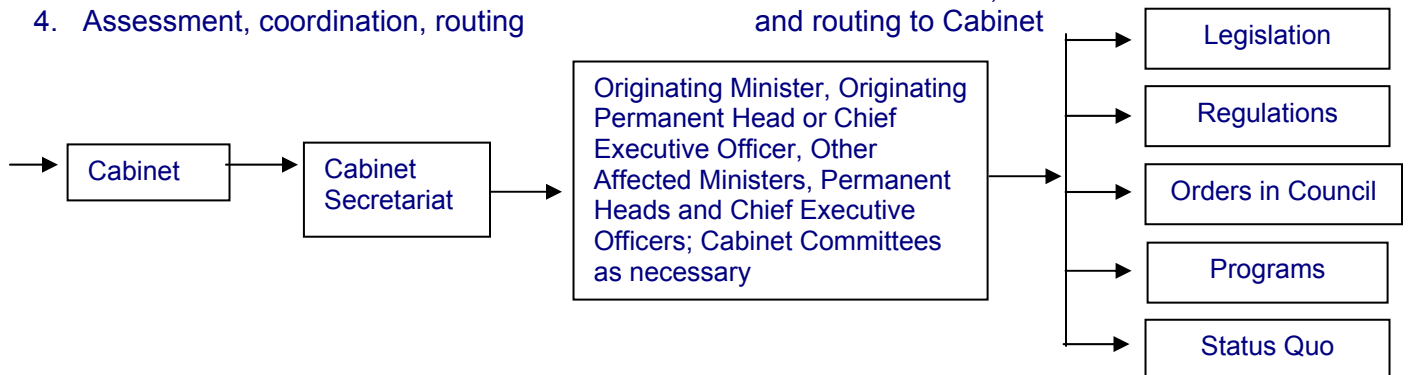 4. Assessment, coordination, routing
and routing to Cabinet
Cabinet
Cabinet
Secretariat
Originating Minister, Originating
Permanent Head or Chief
Executive Officer, Other
Affected Ministers, Permanent
Heads and Chief Executive
Officers; Cabinet Committees
as necessary
Legislation
Regulations
Orders in Council
Programs
Status Quo